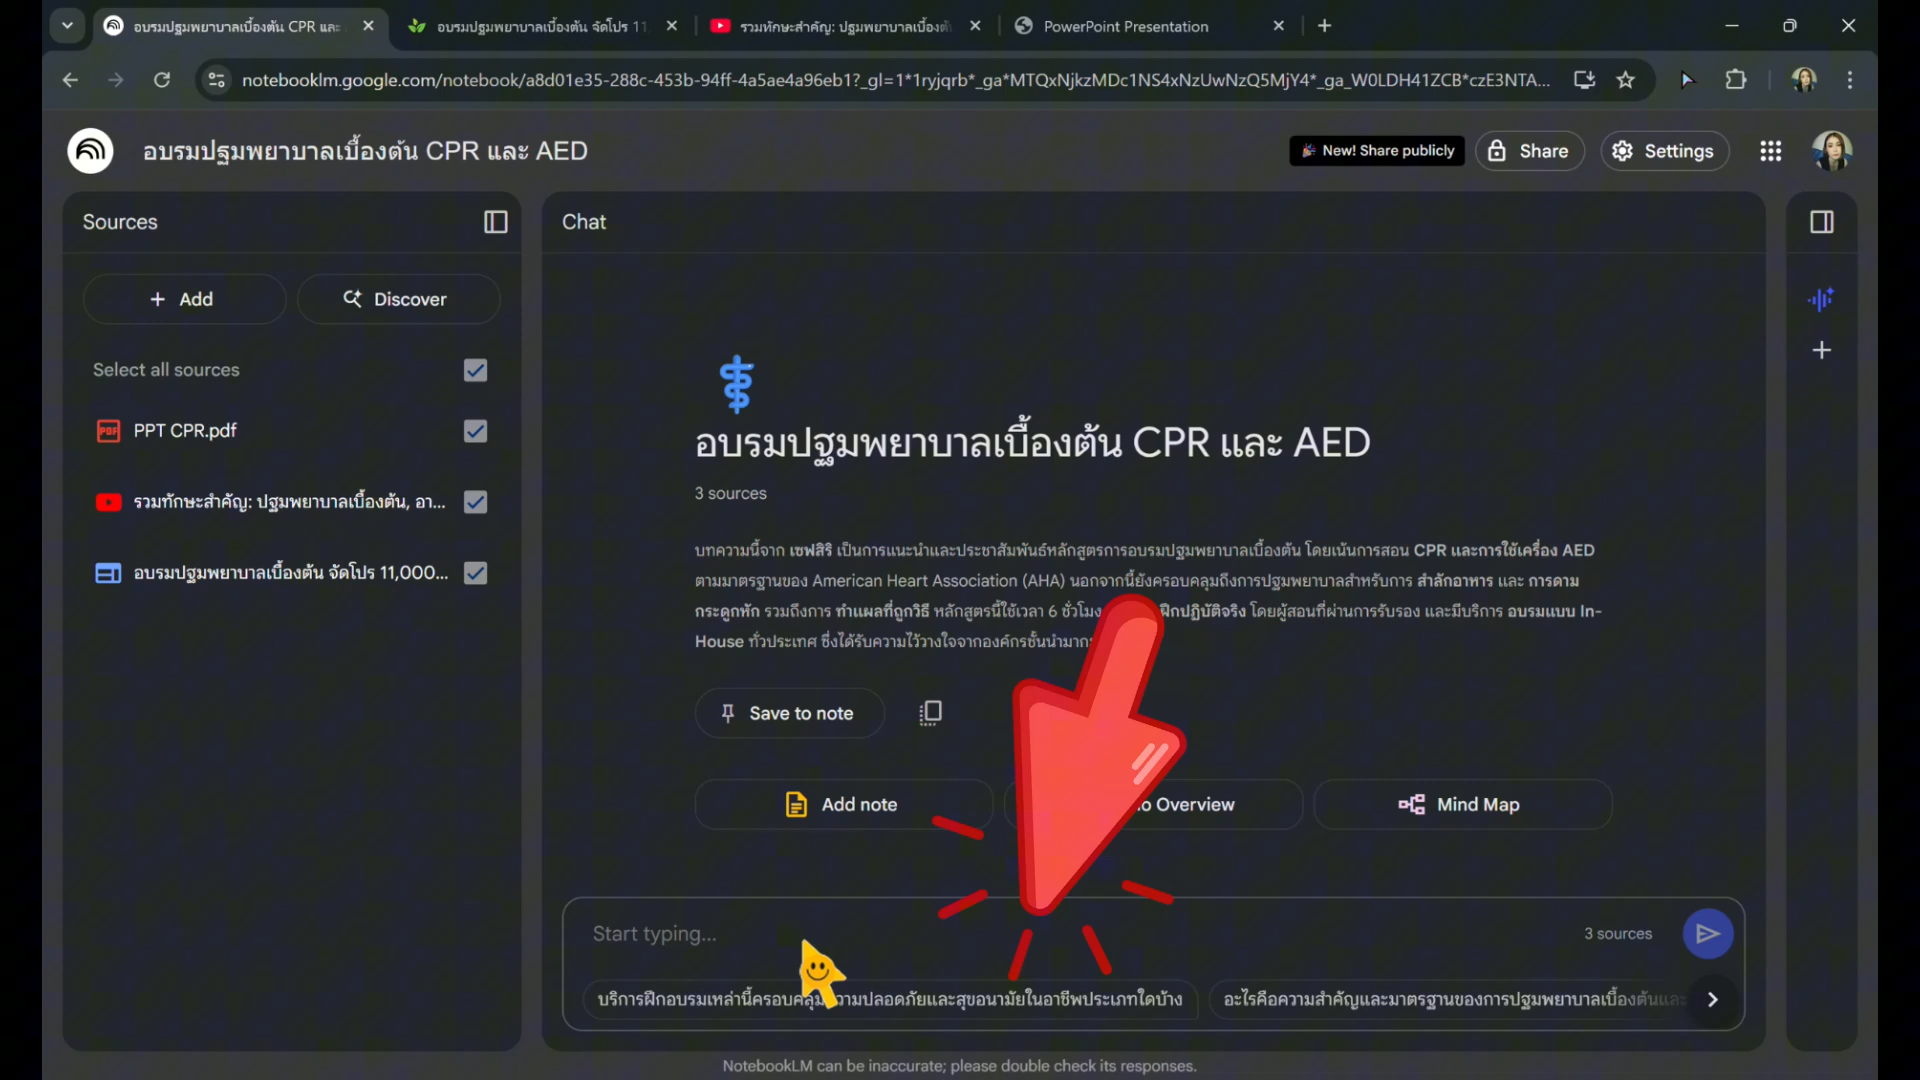 อบรมปฐมพยาบาลเบื้องต้น CPR และ
อบรมปฐมพยาบาลเบื้องต้น จัดโปร 11
รวมทักษะสำคัญ: ปฐมพยาบาลเบื้องต้
PowerPoint Presentation
notebooklm.google.com/notebook/a8d01e35-288c-453b-94ff-4a5ae4a96eb1?_gl=1*1ryjqrb*_ga*MTQxNjkzMDc1NS4xNzUwNzQ5MjY4*_ga_W0LDH41ZCB*czE3NTA...
อบรมปฐมพยาบาลเบื้องต้น CPR และ AED
New! Share publicly
Share
Settings
Sources
Chat
Add
Discover
Select all sources
PPT CPR.pdf
รวมทักษะสำคัญ: ปฐมพยาบาลเบื้องต้น, อา...
อบรมปฐมพยาบาลเบื้องต้น จัดโปร 11,000...
อบรมปฐมพยาบาลเบื้องต้น CPR และ AED
3 sources
บทความนี้จาก เซฟสิริ เป็นการแนะนำและประชาสัมพันธ์หลักสูตรการอบรมปฐมพยาบาลเบื้องต้น โดยเน้นการสอน CPR และการใช้เครื่อง AED
ตามมาตรฐานของ American Heart Association (AHA) นอกจากนี้ยังครอบคลุมถึงการปฐมพยาบาลสำหรับการ สำลักอาหาร และ การดาม
กระดูกหัก รวมถึงการ ทำแผลที่ถูกวิธี หลักสูตรนี้ใช้เวลา 6 ชั่วโมง ฝึกปฏิบัติจริง โดยผู้สอนที่ผ่านการรับรอง และมีบริการ อบรมแบบ In-
House ทั่วประเทศ ซึ่งได้รับความไว้วางใจจากองค์กรชั้นนำมาก
Save to note
Add note
o Overview
Mind Map
Start typing...
3 sources
บริการฝึกอบรมเหล่านี้ครอบคลุมความปลอดภัยและสุขอนามัยในอาชีพประเภทใดบ้าง
อะไรคือความสำคัญและมาตรฐานของการปฐมพยาบาลเบื้องต้นและ
NotebookLM can be inaccurate; please double check its responses.